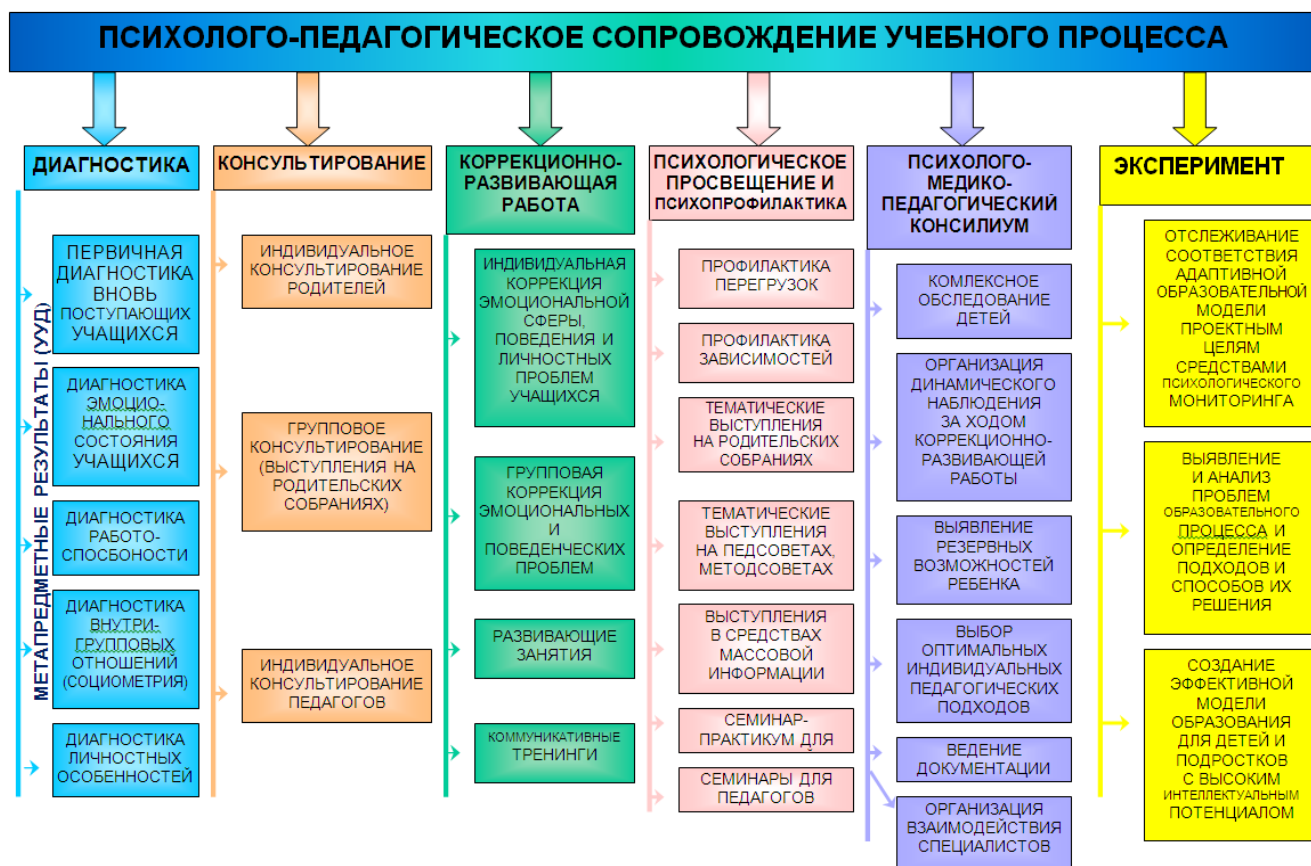 ПСИХОЛОГО-ПЕДАГОГИЧЕСКОЕ СОПРОВОЖДЕНИЕ УЧЕБНОГО ПРОЦЕССА
ДИАГНОСТИКА
МЕТАПРЕДМЕТНЫЕ РЕЗУЛЬТАТЫ (УУД)
ПЕРВИЧНАЯ
ДИАГНОСТИКА
ВНОВЬ
ПОСТУПАЮЩИХ
УЧАЩИХСЯ
ДИАГНОСТИКА
ЭМОЦИО-
НАЛЬНОГО
СОСТОЯНИЯ
УЧАЩИХСЯ
ДИАГНОСТИКА
РАБОТО-
СПОСБОНОСТИ
ДИАГНОСТИКА
ВНУТРИ-
ГРУППОВЫХ
ОТНОШЕНИЙ
(СОЦИОМЕТРИЯ)
ДИАГНОСТИКА
ЛИЧНОСТНЫХ
ОСОБЕННОСТЕЙ
КОНСУЛЬТИРОВАНИЕ
ИНДИВИДУАЛЬНОЕ
КОНСУЛЬТИРОВАНИЕ
РОДИТЕЛЕЙ
ГРУППОВОЕ
КОНСУЛЬТИРОВАНИЕ
(ВЫСТУПЛЕНИЯ НА
РОДИТЕЛЬСКИХ
СОБРАНИЯХ)
ИНДИВИДУАЛЬНОЕ
КОНСУЛЬТИРОВАНИЕ
ПЕДАГОГОВ
КОРРЕКЦИОННО-
РАЗВИВАЮЩАЯ
РАБОТА
ИНДИВИДУАЛЬНАЯ
КОРРЕКЦИЯ
ЭМОЦИОНАЛЬНОЙ
СФЕРЫ,
ПОВЕДЕНИЯ И
ЛИЧНОСТНЫХ
ПРОБЛЕМ
УЧАЩИХСЯ
ГРУППОВАЯ
КОРРЕКЦИЯ
ЭМОЦИОНАЛЬНЫХ
И
ПОВЕДЕНЧЕСКИХ
ПРОБЛЕМ
РАЗВИВАЮЩИЕ
ЗАНЯТИЯ
КОММУНИКАТИВНЫЕ
ТРЕНИНГИ
ПСИХОЛОГИЧЕСКОЕ
ПРОСВЕЩЕНИЕ И
ПСИХОПРОФИЛАКТИКА
ПРОФИЛАКТИКА
ПЕРЕГРУЗОК
ПРОФИЛАКТИКА
ЗАВИСИМОСТЕЙ
ТЕМАТИЧЕСКИЕ
ВЫСТУПЛЕНИЯ
НА РОДИТЕЛЬСКИХ
СОБРАНИЯХ
ТЕМАТИЧЕСКИЕ
ВЫСТУПЛЕНИЯ
НА ПЕДСОВЕТАХ,
МЕТОДСОВЕТАХ
ВЫСТУПЛЕНИЯ
В СРЕДСТВАХ
МАССОВОЙ
ИНФОРМАЦИИ
СЕМИНАР-
ПРАКТИКУМ ДЛЯ
СЕМИНАРЫ ДЛЯ
ПЕДАГОГОВ
ПСИХОЛОГО-
МЕДИКО-
ПЕДАГОГИЧЕСКИЙ
КОНСИЛИУМ
КОМЛЕКСНОЕ
ОБСЛЕДОВАНИЕ
ДЕТЕЙ
ОРГАНИЗАЦИЯ
ДИНАМИЧЕСКОГО
НАБЛЮДЕНИЯ
ЗА ХОДОМ
КОРРЕКЦИОННО-
РАЗВИВАЮЩЕЙ
РАБОТЫ
ВЫЯВЛЕНИЕ
РЕЗЕРВНЫХ
ВОЗМОЖНОСТЕЙ
РЕБЕНКА
ВЫБОР
ОПТИМАЛЬНЫХ
ИНДИВИДУАЛЬНЫХ
ПЕДАГОГИЧЕСКИХ
ПОДХОДОВ
ВЕДЕНИЕ
ДОКУМЕНТАЦИИ
ОРГАНИЗАЦИЯ
ВЗАИМОДЕЙСТВИЯ
СПЕЦИАЛИСТОВ
ЭКСПЕРИМЕНТ
ОТСЛЕЖИВАНИЕ
СООТВЕТСТВИЯ
АДАПТИВНОЙ
ОБРАЗОВАТЕЛЬНОЙ
МОДЕЛИ
ПРОЕКТНЫМ
ЦЕЛЯМ
СРЕДСТВАМИ
ПСИХОЛОГИЧЕСКОГО
МОНИТОРИНГА
ВЫЯВЛЕНИЕ
И АНАЛИЗ
ПРОБЛЕМ
ОБРАЗОВАТЕЛЬНОГО
ПРОЦЕССА И
ОПРЕДЕЛЕНИЕ
ПОДХОДОВ И
СПОСОБОВ ИХ
РЕШЕНИЯ
СОЗДАНИЕ
ЭФФЕКТИВНОЙ
МОДЕЛИ
ОБРАЗОВАНИЯ
ДЛЯ ДЕТЕЙ И
ПОДРОСТКОВ
С ВЫСОКИМ
ИНТЕЛЛЕКТУАЛЬНЫМ
ПОТЕНЦИАЛОМ